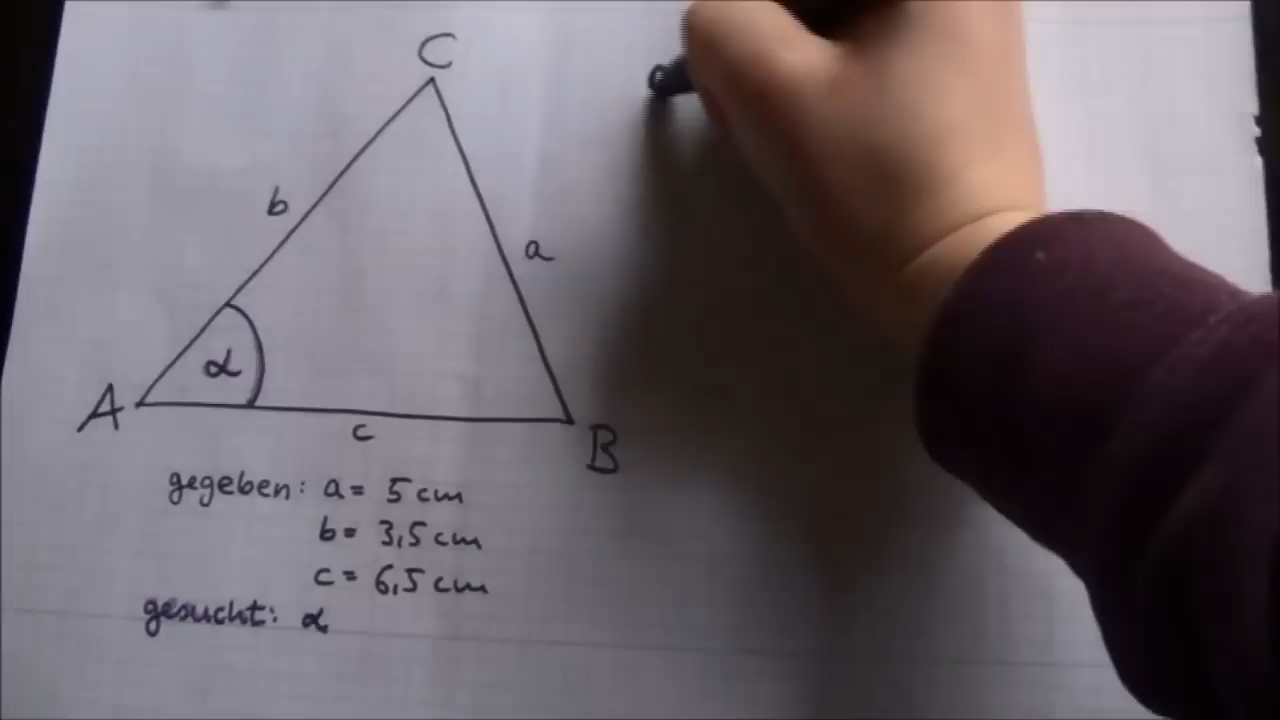 C
b
a
α
A
c
B
gegeben: a = 5 cm
b = 3,5 cm
c = 6,5 cm
gesucht: α